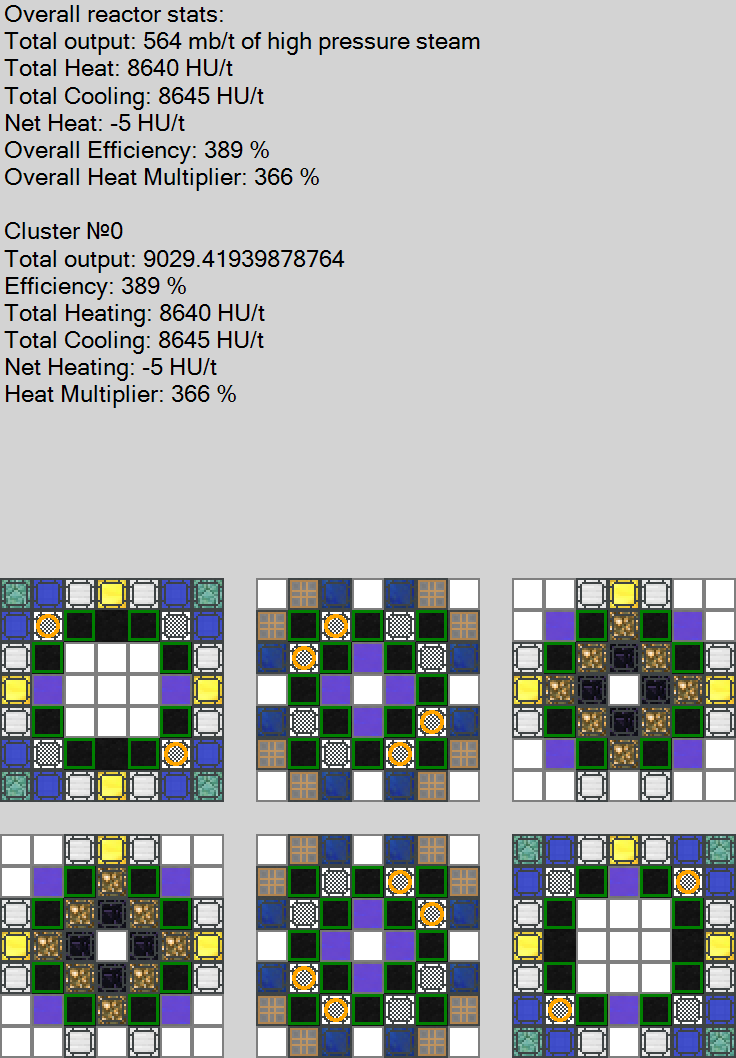 Overall reactor stats:
Total output: 564 mb/t of high pressure steam
Total Heat: 8640 HU/t
Total Cooling: 8645 HU/t
Net Heat: -5 HU/t
Overall Efficiency: 389 %
Overall Heat Multiplier: 366 %
Cluster №0
Total output: 9029.41939878764
Efficiency: 389 %
Total Heating: 8640 HU/t
Total Cooling: 8645 HU/t
Net Heating: -5 HU/t
Heat Multiplier: 366 %